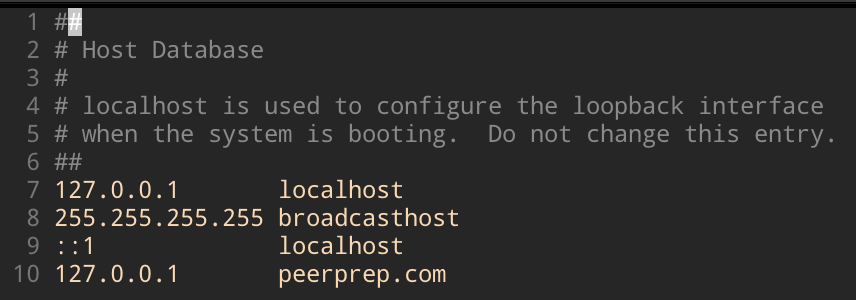 1 ##
2 # Host Database
3 #
4 # localhost is used to configure the loopback interface
5 # when the system is booting.  Do not change this entry.
6 ##
7 127.0.0.1       localhost
8 255.255.255.255 broadcasthost
9 ::1             localhost
10 127.0.0.1       peerprep.com